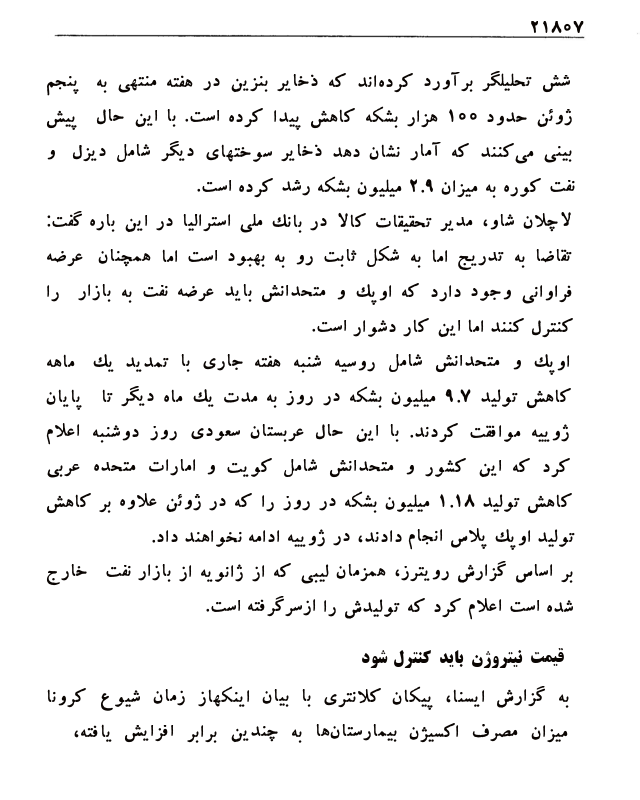 ۲۱۸۰۷
شش تحلیلگر برآورد کرده‌اند که ذخایر بنزین در هفته منتهی به پنجم
ژوئن حدود ۱۰۰ هزار بشکه کاهش پیدا کرده است. با این حال پیش
بینی می‌کنند که آمار نشان دهد ذخایر سوختهای دیگر شامل دیزل و
نفت کوره به میزان ۲.۹ میلیون بشکه رشد کرده است.
لاچلان شاو، مدیر تحقیقات کالا در بانك ملی استرالیا در این باره گفت:
تقاضا به تدریج اما به شکل ثابت رو به بهبود است اما همچنان عرضه
فراوانی وجود دارد که اوپك و متحدانش باید عرضه نفت به بازار را
کنترل کنند اما این کار دشوار است.
اوپك و متحدانش شامل روسیه شنبه هفته جاری با تمدید یك ماهه
کاهش تولید ۹.۷ میلیون بشکه در روز به مدت یك ماه دیگر تا پایان
ژوییه موافقت کردند. با این حال عربستان سعودی روز دوشنبه اعلام
کرد که این کشور و متحدانش شامل کویت و امارات متحده عربی
کاهش تولید ۱.۱۸ میلیون بشکه در روز را که در ژوئن علاوه بر کاهش
تولید اوپك پلاس انجام دادند، در ژوییه ادامه نخواهند داد.
بر اساس گزارش رویترز، همزمان لیبی که از ژانویه از بازار نفت خارج
شده است اعلام کرد که تولیدش را ازسرگرفته است.
قیمت نیتروژن باید کنترل شود
به گزارش ایسنا، پیکان کلانتری با بیان اینکهاز زمان شیوع کرونا
میزان مصرف اکسیژن بیمارستان‌ها به چندین برابر افزایش یافته،